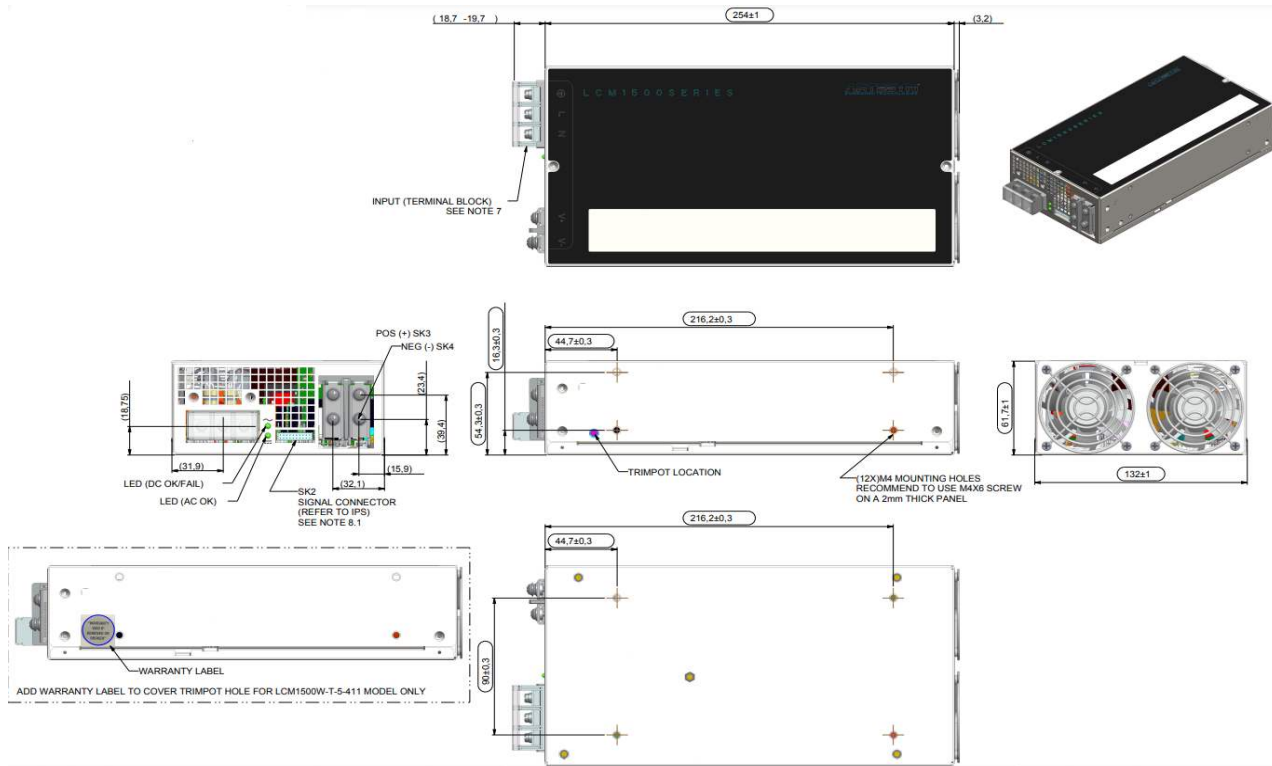 (18,7 -19,7)
254±1
(3,2)
LCM1500SERIES
L
N
V-
INPUT (TERMINAL BLOCK)
SEE NOTE 7
LCM1500SERIES
POS (+) SK3
NEG (-) SK4
(18,75)
(23,4)
(39,4)
(31,9)
(15,9)
(32,1)
LED (DC OK/FAIL)
LED (AC OK)
SK2
SIGNAL CONNECTOR
(REFER TO IPS)
SEE NOTE 8.1
216,2±0,3
44,7±0,3
16,3±0,3
54,3±0,3
TRIMPOT LOCATION
(12X)M4 MOUNTING HOLES
RECOMMEND TO USE M4X6 SCREW
ON A 2mm THICK PANEL
61,7±1
132±1
WARRANTY LABEL
ADD WARRANTY LABEL TO COVER TRIMPOT HOLE FOR LCM1500W-T-5-411 MODEL ONLY
216,2±0,3
44,7±0,3
90±0,3